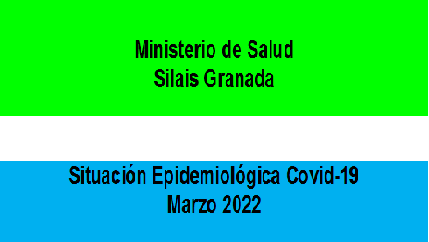 Ministerio de Salud
Silais Granada
Situación Epidemiológica Covid-19
Marzo 2022